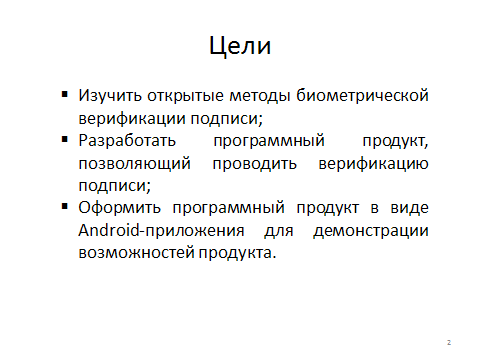 Цели
▪ Изучить открытые методы биометрической
верификации подписи;
▪ Разработать программный продукт,
позволяющий проводить верификацию
подписи;
▪ Оформить программный продукт в виде
Android-приложения для демонстрации
возможностей продукта.
2